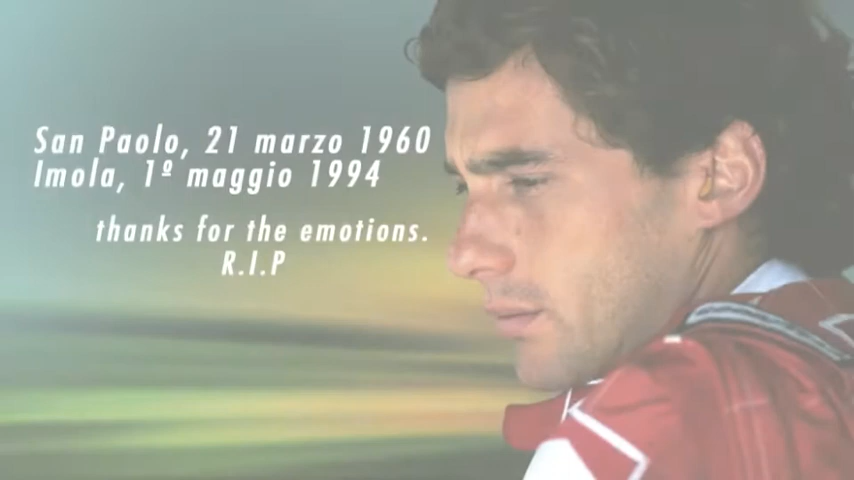 San Paolo, 21 marzo 1960
Imola, 1º maggio 1994
thanks for the emotions.
R.I.P